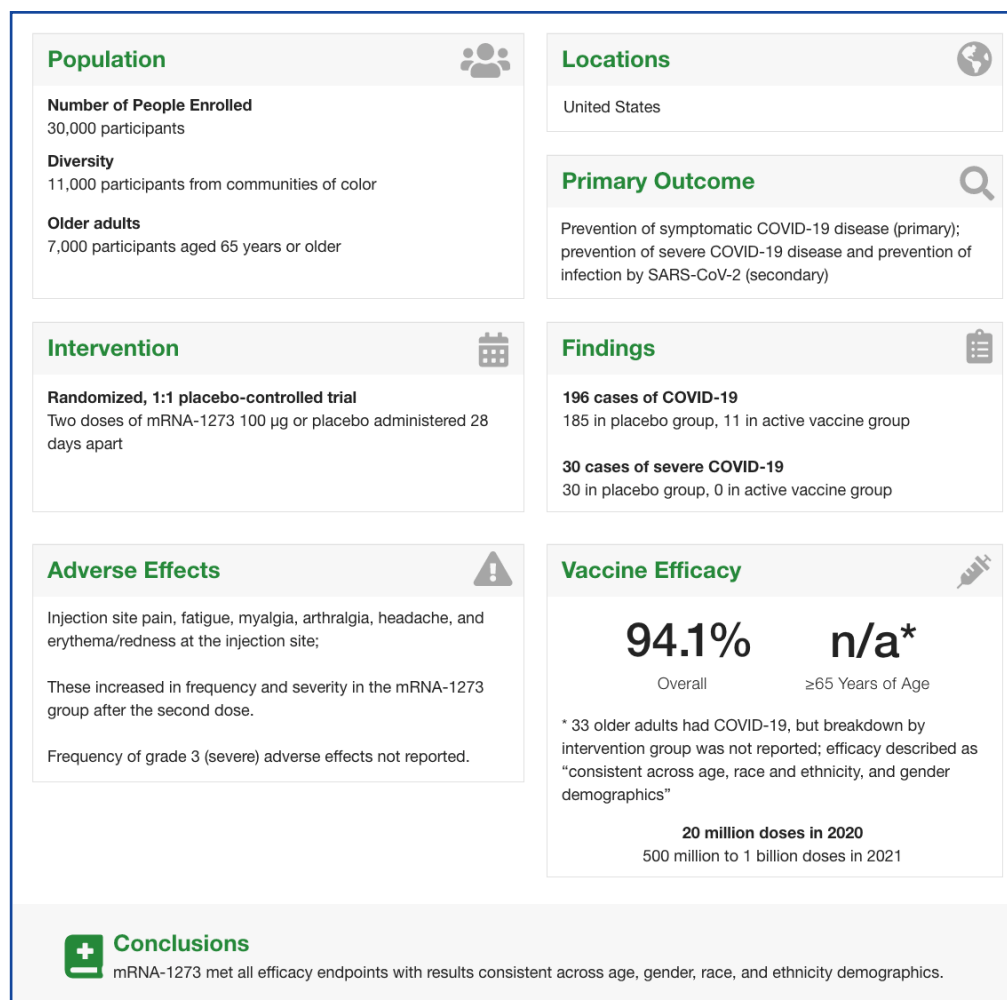 Population
Number of People Enrolled
30,000 participants
Diversity
11,000 participants from communities of color
Older adults
7,000 participants aged 65 years or older
Locations
United States
Primary Outcome
Prevention of symptomatic COVID-19 disease (primary);
prevention of severe COVID-19 disease and prevention of
infection by SARS-CoV-2 (secondary)
Intervention
Randomized, 1:1 placebo-controlled trial
Two doses of mRNA-1273 100 µg or placebo administered 28
days apart
Findings
196 cases of COVID-19
185 in placebo group, 11 in active vaccine group
30 cases of severe COVID-19
30 in placebo group, 0 in active vaccine group
Adverse Effects
Injection site pain, fatigue, myalgia, arthralgia, headache, and
erythema/redness at the injection site;
These increased in frequency and severity in the mRNA-1273
group after the second dose.
Frequency of grade 3 (severe) adverse effects not reported.
Vaccine Efficacy
94.1% n/a*
Overall ≥65 Years of Age
* 33 older adults had COVID-19, but breakdown by
intervention group was not reported; efficacy described as
“consistent across age, race and ethnicity, and gender
demographics”
20 million doses in 2020
500 million to 1 billion doses in 2021
Conclusions
mRNA-1273 met all efficacy endpoints with results consistent across age, gender, race, and ethnicity demographics.